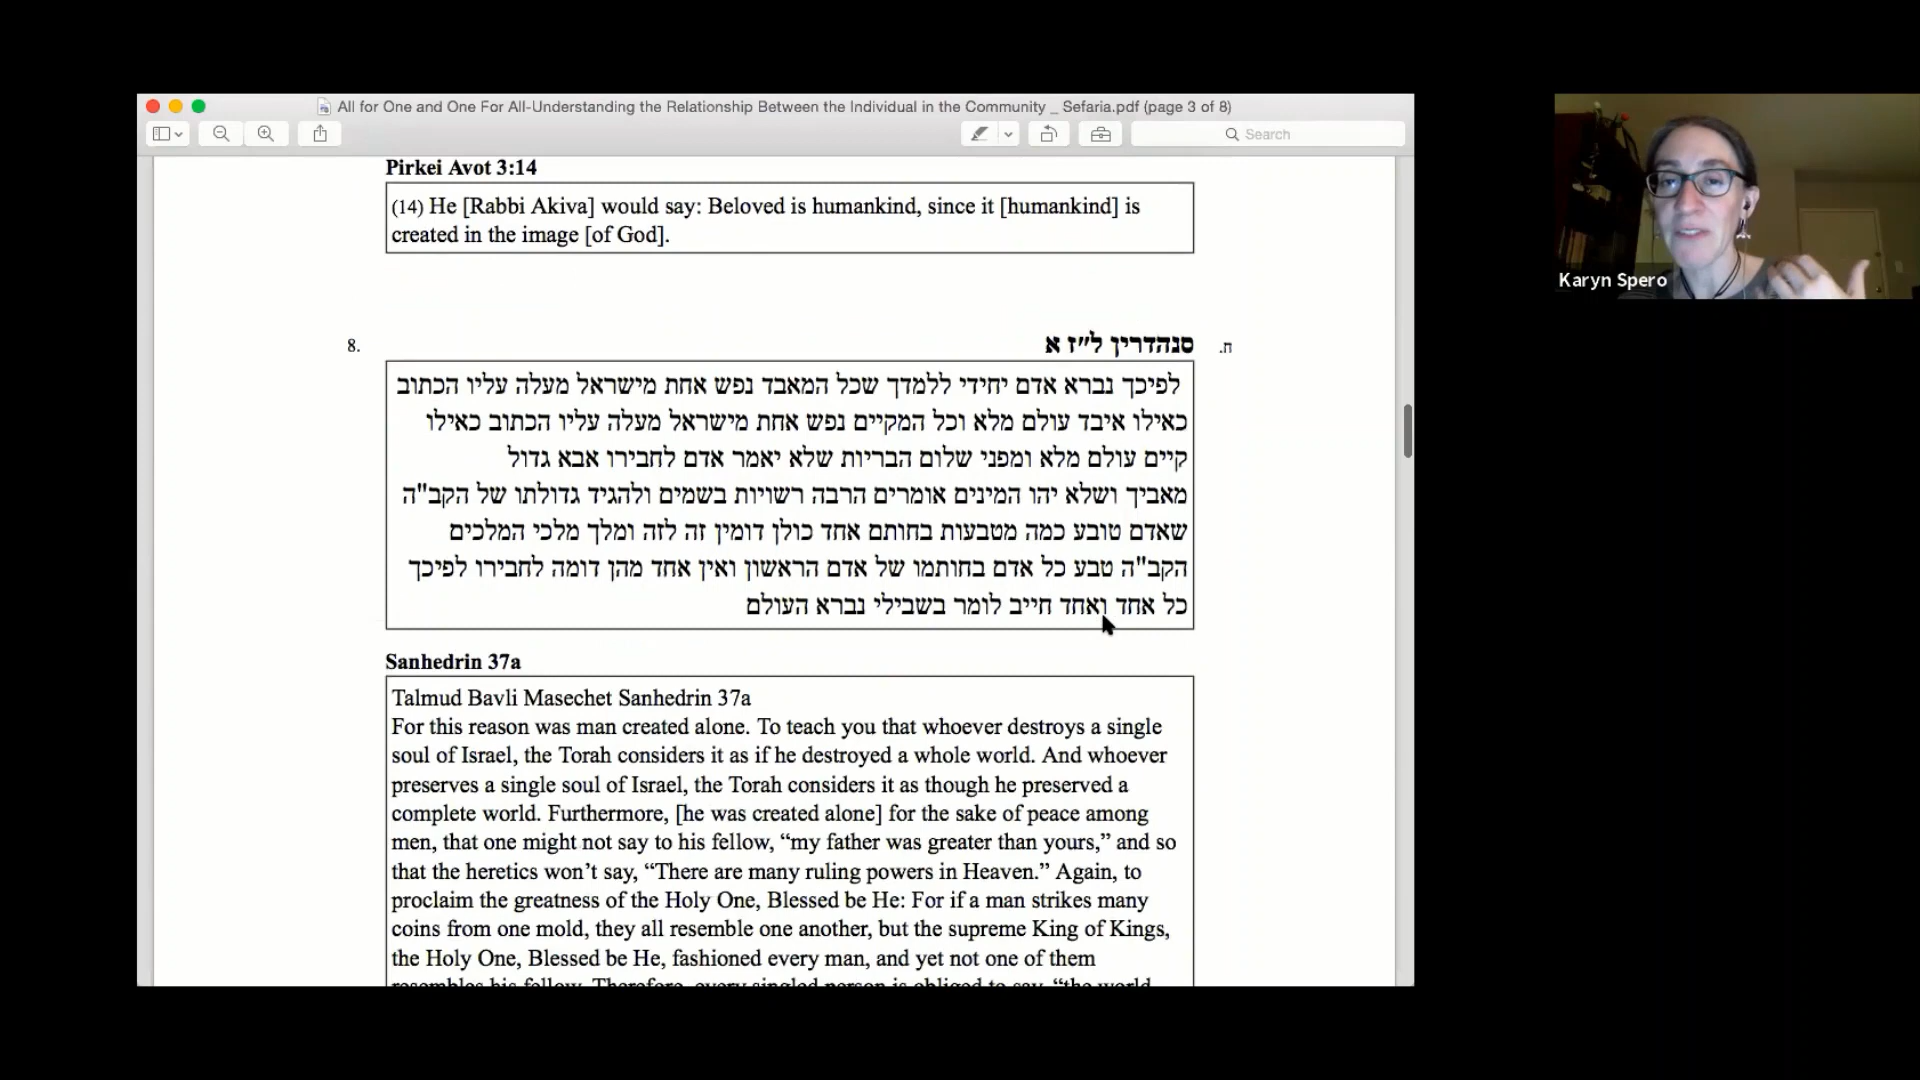 All for One and One For All-Understanding the Relationship Between the Individual in the Community _ Sefaria.pdf (page 3 of 8)
Search
Pirkei Avot 3:14
(14) He [Rabbi Akiva] would say: Beloved is humankind, since it [humankind] is
created in the image [of God].
8.
סנהדרין ל״ז א
ח.
לפיכך נברא אדם יחידי ללמדך שכל המאבד נפש אחת מישראל מעלה עליו הכתוב
כאילו איבד עולם מלא וכל המקיים נפש אחת מישראל מעלה עליו הכתוב כאילו
קיים עולם מלא ומפני שלום הבריות שלא יאמר אדם לחבירו אבא גדול
מאביך ושלא יהו המינים אומרים הרבה רשויות בשמים ולהגיד גדולתו של הקב"ה
שאדם טובע כמה מטבעות בחותם אחד כולן דומין זה לזה ומלך מלכי המלכים
הקב"ה טבע כל אדם בחותמו של אדם הראשון ואין אחד מהן דומה לחבירו לפיכך
כל אחד ואחד חייב לומר בשבילי נברא העולם
Sanhedrin 37a
Talmud Bavli Masechet Sanhedrin 37a
For this reason was man created alone. To teach you that whoever destroys a single
soul of Israel, the Torah considers it as if he destroyed a whole world. And whoever
preserves a single soul of Israel, the Torah considers it as though he preserved a
complete world. Furthermore, [he was created alone] for the sake of peace among
men, that one might not say to his fellow, “my father was greater than yours,” and so
that the heretics won’t say, “There are many ruling powers in Heaven.” Again, to
proclaim the greatness of the Holy One, Blessed be He: For if a man strikes many
coins from one mold, they all resemble one another, but the supreme King of Kings,
the Holy One, Blessed be He, fashioned every man, and yet not one of them
resembles his fellow. Therefore, every singled person is obliged to say, “the world
Karyn Spero